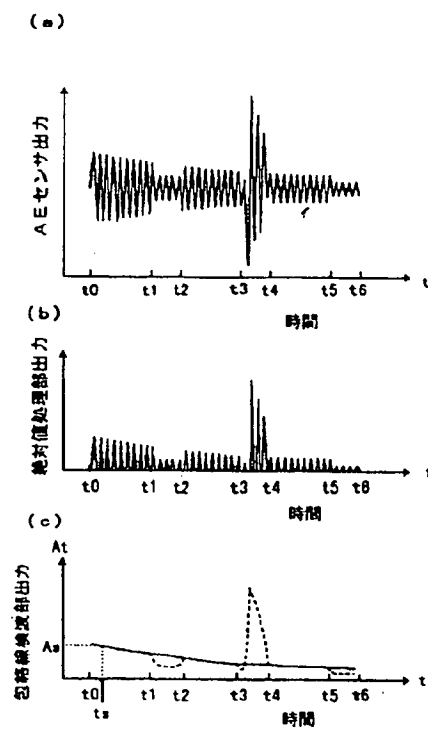 (a)
AEセンサ出力
t
t0 t1 t2 t3 t4 t5 t6
時間
(b)
絶対値処理部出力
t
t0 t1 t2 t3 t4 t5 t6
時間
(c)
At
包絡線検波部出力
As
t
t0 t1 t2 t3 t4 t5 t6
ts
時間